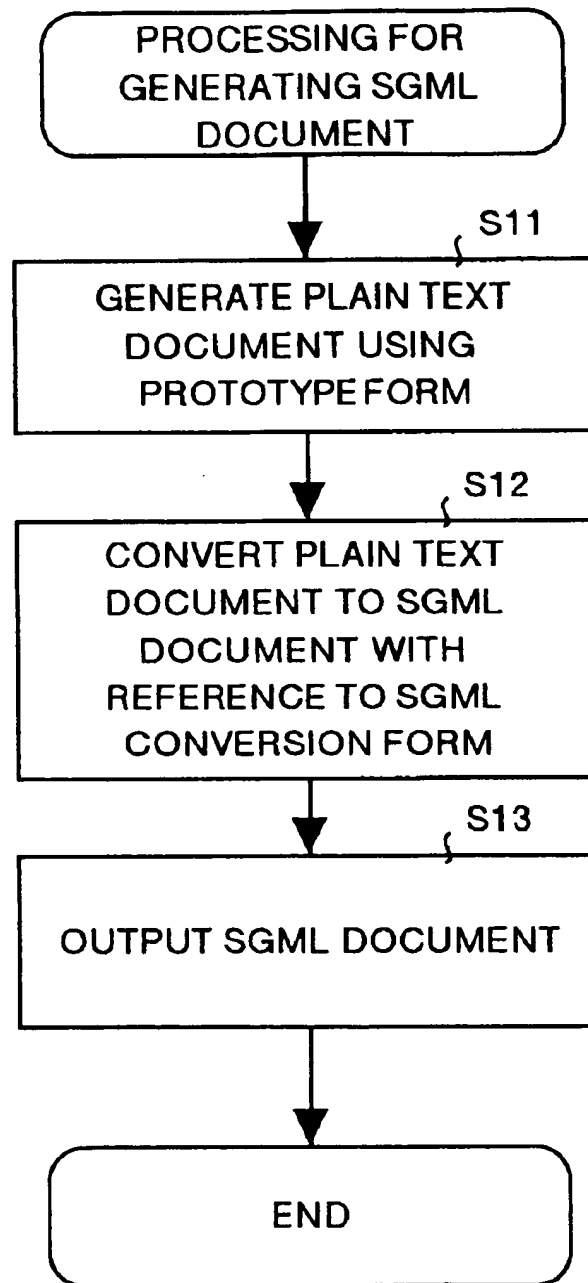 PROCESSING FOR
GENERATING SGML
DOCUMENT
S11
GENERATE PLAIN TEXT
DOCUMENT USING
PROTOTYPE FORM
S12
CONVERT PLAIN TEXT
DOCUMENT TO SGML
DOCUMENT WITH
REFERENCE TO SGML
CONVERSION FORM
S13
OUTPUT SGML DOCUMENT
END